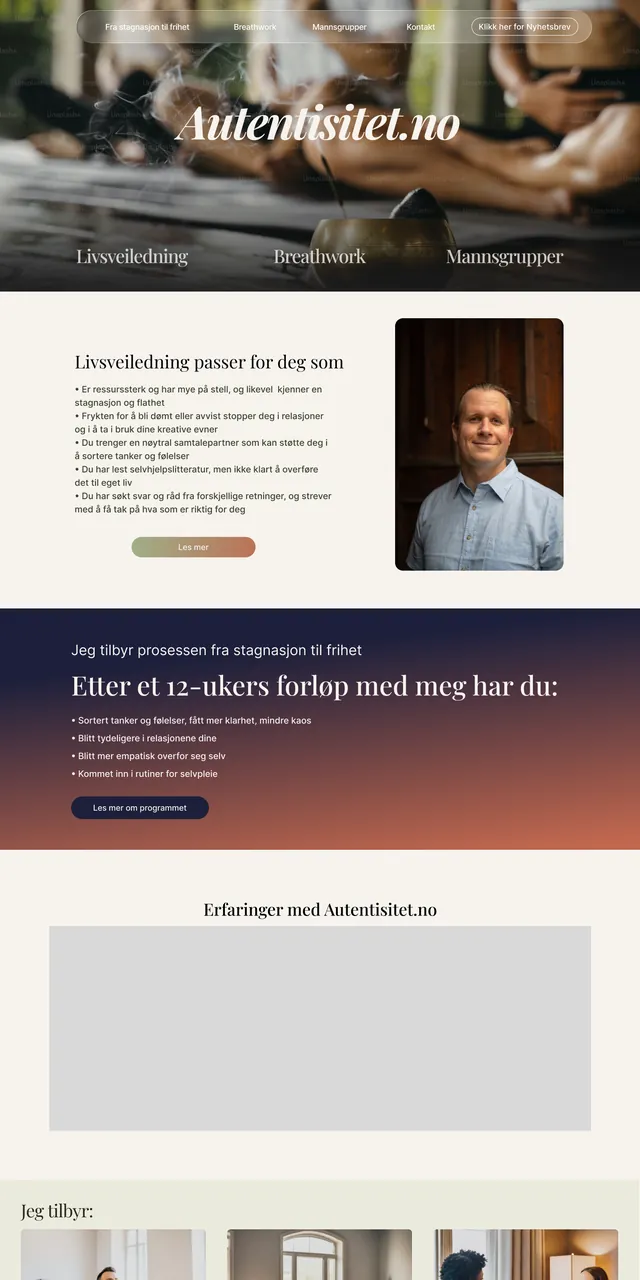 Fra stagnasjon til frihet
Breathwork
Mannsgrupper
Kontakt
Klikk her for Nyhetsbrev
Autentisitet.no
Livsveiledning
Breathwork
Mannsgrupper
Livsveiledning passer for deg som
• Er ressurssterk og har mye på stell, og likevel  kjenner en
stagnasjon og flathet
• Frykten for å bli dømt eller avvist stopper deg i relasjoner
og i å ta i bruk dine kreative evner
• Du trenger en nøytral samtalepartner som kan støtte deg i
å sortere tanker og følelser
• Du har lest selvhjelpslitteratur, men ikke klart å overføre
det til eget liv
• Du har søkt svar og råd fra forskjellige retninger, og strever
med å få tak på hva som er riktig for deg
Les mer
Jeg tilbyr prosessen fra stagnasjon til frihet
Etter et 12-ukers forløp med meg har du:
• Sortert tanker og følelser, fått mer klarhet, mindre kaos
• Blitt tydeligere i relasjonene dine
• Blitt mer empatisk overfor seg selv
• Kommet inn i rutiner for selvpleie
Les mer om programmet
Erfaringer med Autentisitet.no
Jeg tilbyr: